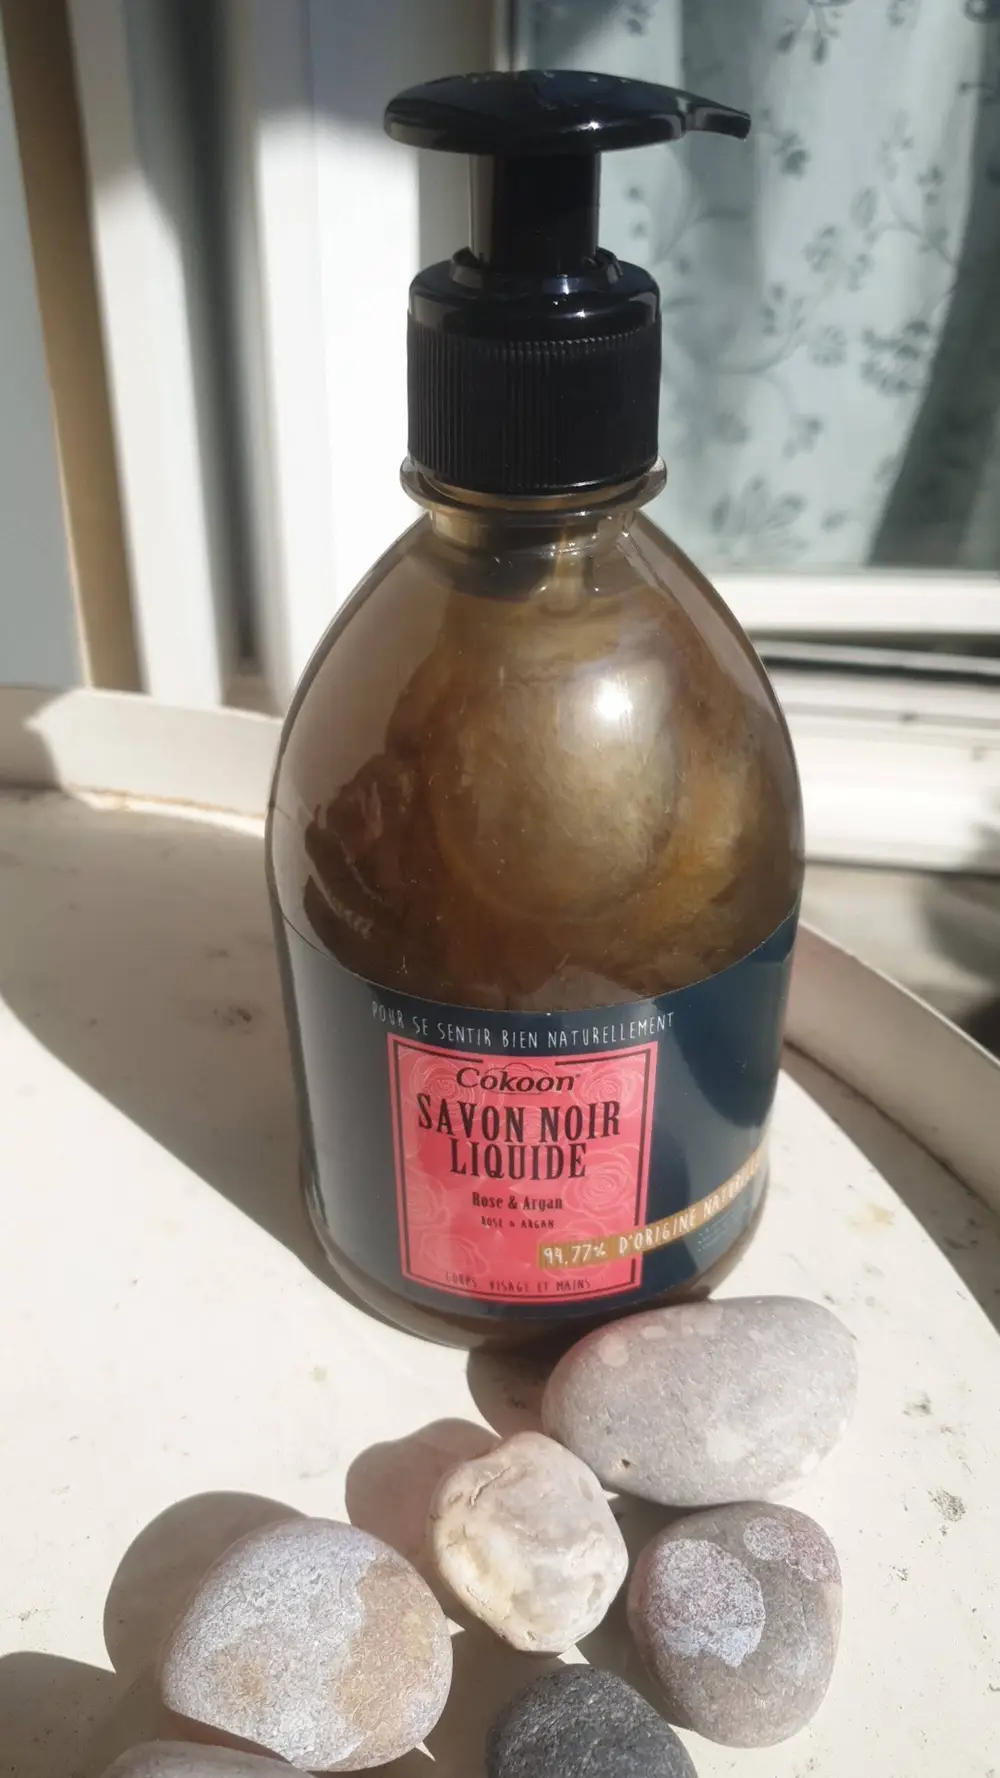 POUR SE SENTIR BIEN NATURELLEMENT
Cokoon
SAVON NOIR
LIQUIDE
Rose & Argan
ROSE & ARGAN
99,77% D'ORIGINE
CORPS, VISAGE ET MAINS